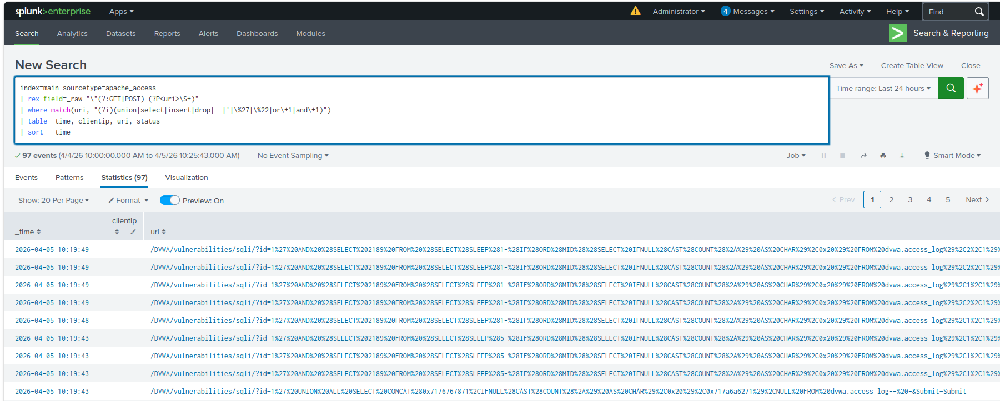 splunk>enterprise Apps Administrator 4 Messages Settings Activity Help Find
Search Analytics Datasets Reports Alerts Dashboards Modules Search & Reporting
New Search
Save As Create Table View Close
index=main sourcetype=apache_access
| rex field=_raw "\"(?:GET|POST) (?P<uri>\S+)"
| where match(uri, "(?i)(union|select|insert|drop|--|'|\%27|\%22|or\+1|and\+1)")
| table _time, clientip, uri, status
| sort -_time
Time range: Last 24 hours
97 events (4/4/26 10:00:00.000 AM to 4/5/26 10:25:43.000 AM) No Event Sampling Job Smart Mode
Events Patterns Statistics (97) Visualization
Show: 20 Per Page Format Preview: On < Prev 1 2 3 4 5 Next >
_time clientip uri
2026-04-05 10:19:49 /DVWA/vulnerabilities/sqli/?id=1%27%20AND%20%28SELECT%202189%20FROM%20%28SELECT%28SLEEP%281-%28IF%28ORD%28MID%28%28SELECT%20IFNULL%28CAST%28COUNT%28%2A%29%20AS%20CHAR%29%2C0x20%29%20FROM%20dvwa.access_log%29%2C2%2C1%29%
2026-04-05 10:19:49 /DVWA/vulnerabilities/sqli/?id=1%27%20AND%20%28SELECT%202189%20FROM%20%28SELECT%28SLEEP%281-%28IF%28ORD%28MID%28%28SELECT%20IFNULL%28CAST%28COUNT%28%2A%29%20AS%20CHAR%29%2C0x20%29%20FROM%20dvwa.access_log%29%2C2%2C1%29%
2026-04-05 10:19:49 /DVWA/vulnerabilities/sqli/?id=1%27%20AND%20%28SELECT%202189%20FROM%20%28SELECT%28SLEEP%281-%28IF%28ORD%28MID%28%28SELECT%20IFNULL%28CAST%28COUNT%28%2A%29%20AS%20CHAR%29%2C0x20%29%20FROM%20dvwa.access_log%29%2C1%2C1%29%
2026-04-05 10:19:49 /DVWA/vulnerabilities/sqli/?id=1%27%20AND%20%28SELECT%202189%20FROM%20%28SELECT%28SLEEP%281-%28IF%28ORD%28MID%28%28SELECT%20IFNULL%28CAST%28COUNT%28%2A%29%20AS%20CHAR%29%2C0x20%29%20FROM%20dvwa.access_log%29%2C2%2C1%29%
2026-04-05 10:19:48 /DVWA/vulnerabilities/sqli/?id=1%27%20AND%20%28SELECT%202189%20FROM%20%28SELECT%28SLEEP%281-%28IF%28ORD%28MID%28%28SELECT%20IFNULL%28CAST%28COUNT%28%2A%29%20AS%20CHAR%29%2C0x20%29%20FROM%20dvwa.access_log%29%2C1%2C1%29%
2026-04-05 10:19:43 /DVWA/vulnerabilities/sqli/?id=1%27%20AND%20%28SELECT%202189%20FROM%20%28SELECT%28SLEEP%285-%28IF%28ORD%28MID%28%28SELECT%20IFNULL%28CAST%28COUNT%28%2A%29%20AS%20CHAR%29%2C0x20%29%20FROM%20dvwa.access_log%29%2C1%2C1%29%
2026-04-05 10:19:43 /DVWA/vulnerabilities/sqli/?id=1%27%20AND%20%28SELECT%202189%20FROM%20%28SELECT%28SLEEP%285-%28IF%28ORD%28MID%28%28SELECT%20IFNULL%28CAST%28COUNT%28%2A%29%20AS%20CHAR%29%2C0x20%29%20FROM%20dvwa.access_log%29%2C1%2C1%29%
2026-04-05 10:19:43 /DVWA/vulnerabilities/sqli/?id=1%27%20AND%20%28SELECT%202189%20FROM%20%28SELECT%28SLEEP%285-%28IF%28ORD%28MID%28%28SELECT%20IFNULL%28CAST%28COUNT%28%2A%29%20AS%20CHAR%29%2C0x20%29%20FROM%20dvwa.access_log%29%2C1%2C1%29%
2026-04-05 10:19:43 /DVWA/vulnerabilities/sqli/?id=1%27%20UNION%20ALL%20SELECT%20CONCAT%280x7176767871%2CIFNULL%28CAST%28COUNT%28%2A%29%20AS%20CHAR%29%2C0x20%29%2C0x717a6a6271%29%2CNULL%20FROM%20dvwa.access_log--%20-&Submit=Submit